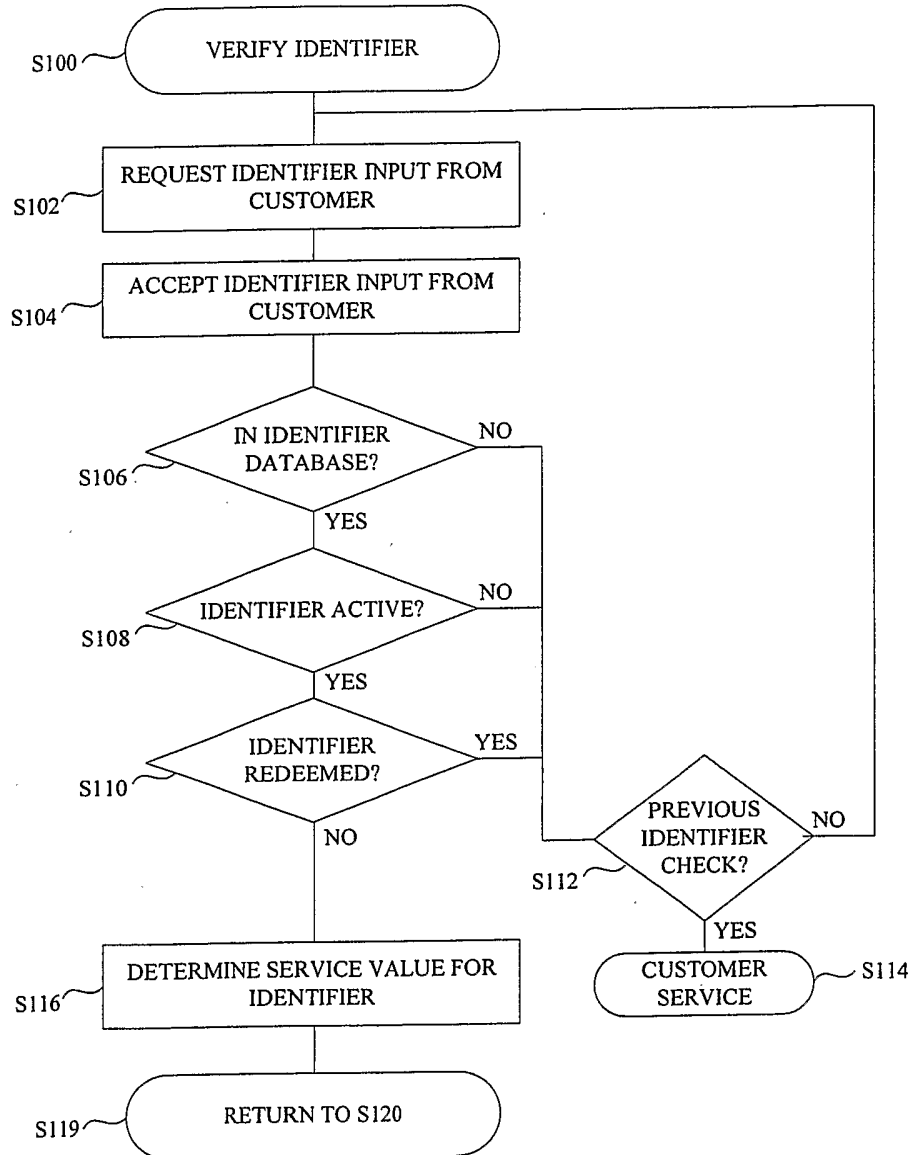 S100
VERIFY IDENTIFIER
S102
REQUEST IDENTIFIER INPUT FROM
CUSTOMER
S104
ACCEPT IDENTIFIER INPUT FROM
CUSTOMER
S106
IN IDENTIFIER
DATABASE?
NO
YES
S108
IDENTIFIER ACTIVE?
NO
YES
S110
IDENTIFIER
REDEEMED?
YES
NO
S112
PREVIOUS
IDENTIFIER
CHECK?
NO
YES
CUSTOMER
SERVICE
S114
S116
DETERMINE SERVICE VALUE FOR
IDENTIFIER
S119
RETURN TO S120